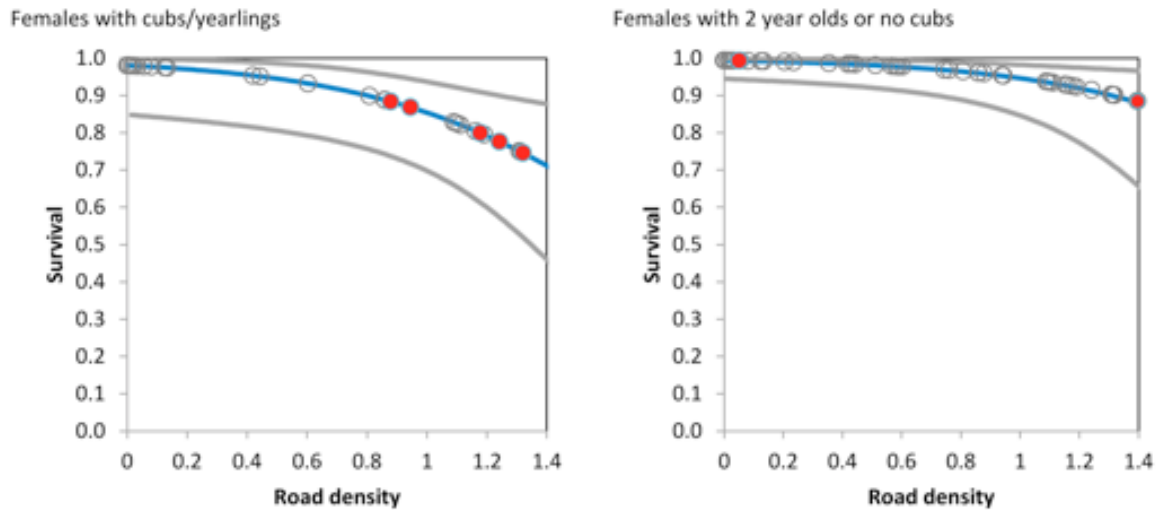 Females with cubs/yearlings
1.0
0.9
0.8
0.7
0.6
0.5
0.4
0.3
0.2
0.1
0.0
Survival
0 0.2 0.4 0.6 0.8 1 1.2 1.4
Road density
Females with 2 year olds or no cubs
1.0
0.9
0.8
0.7
0.6
0.5
0.4
0.3
0.2
0.1
0.0
Survival
0 0.2 0.4 0.6 0.8 1 1.2 1.4
Road density